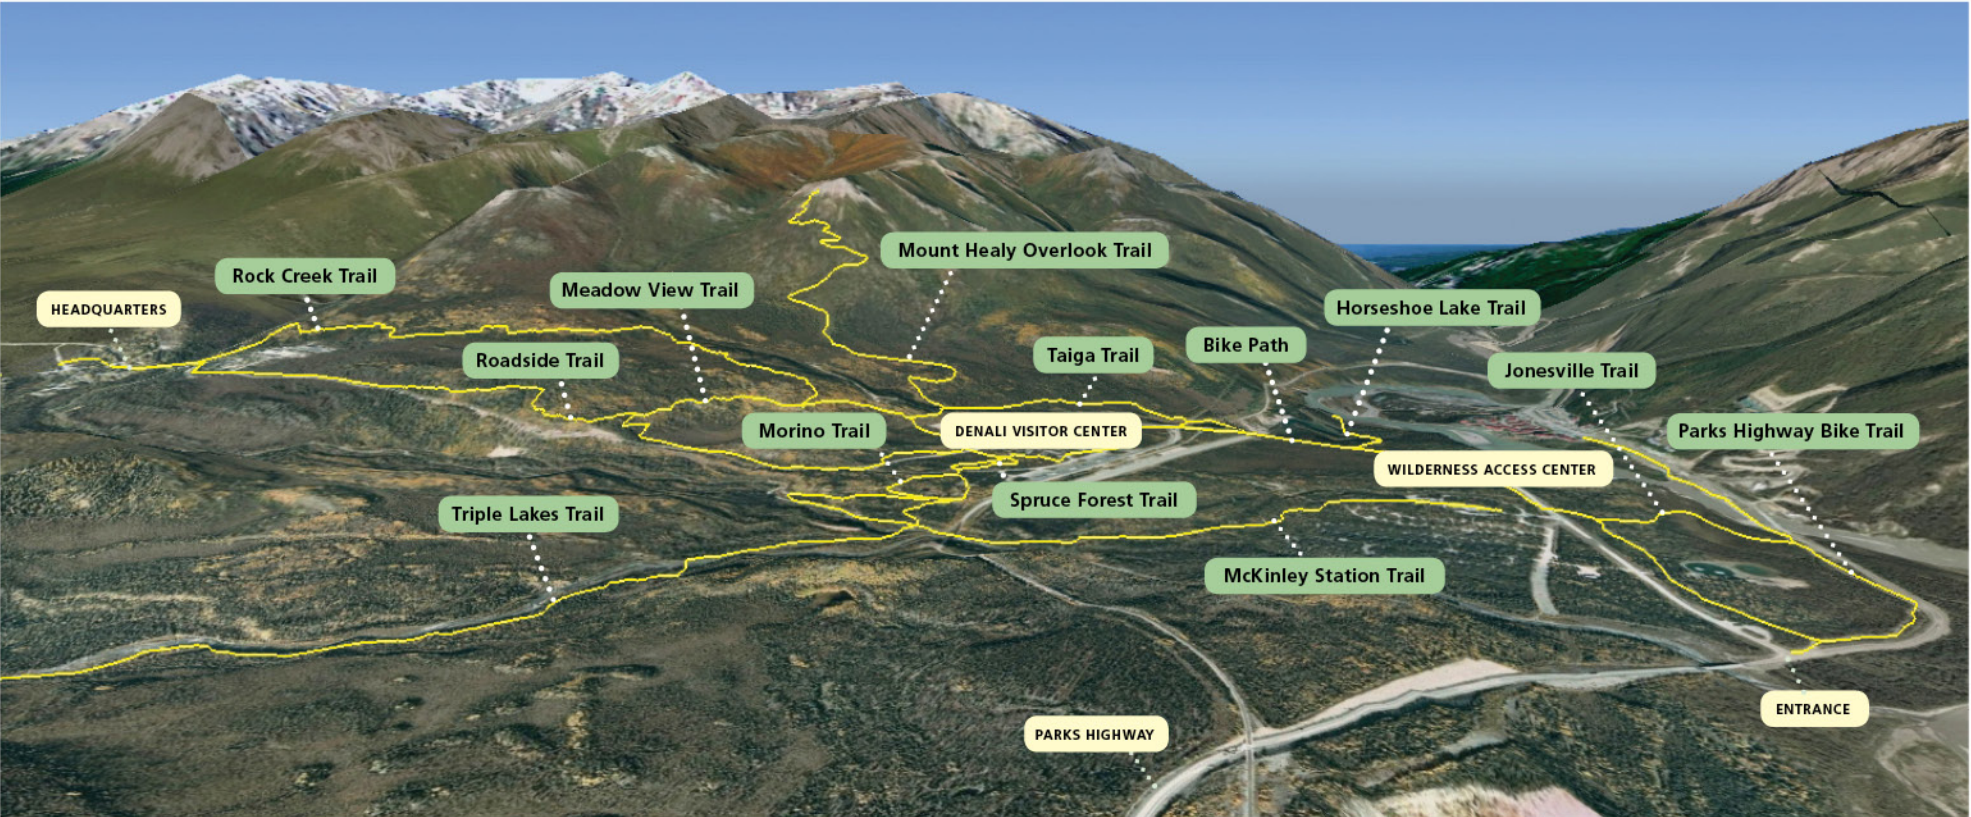 Mount Healy Overlook Trail
Rock Creek Trail
Meadow View Trail
HEADQUARTERS
Horseshoe Lake Trail
Roadside Trail
Taiga Trail
Bike Path
Jonesville Trail
Morino Trail
DENALI VISITOR CENTER
Parks Highway Bike Trail
WILDERNESS ACCESS CENTER
Triple Lakes Trail
Spruce Forest Trail
McKinley Station Trail
ENTRANCE
PARKS HIGHWAY